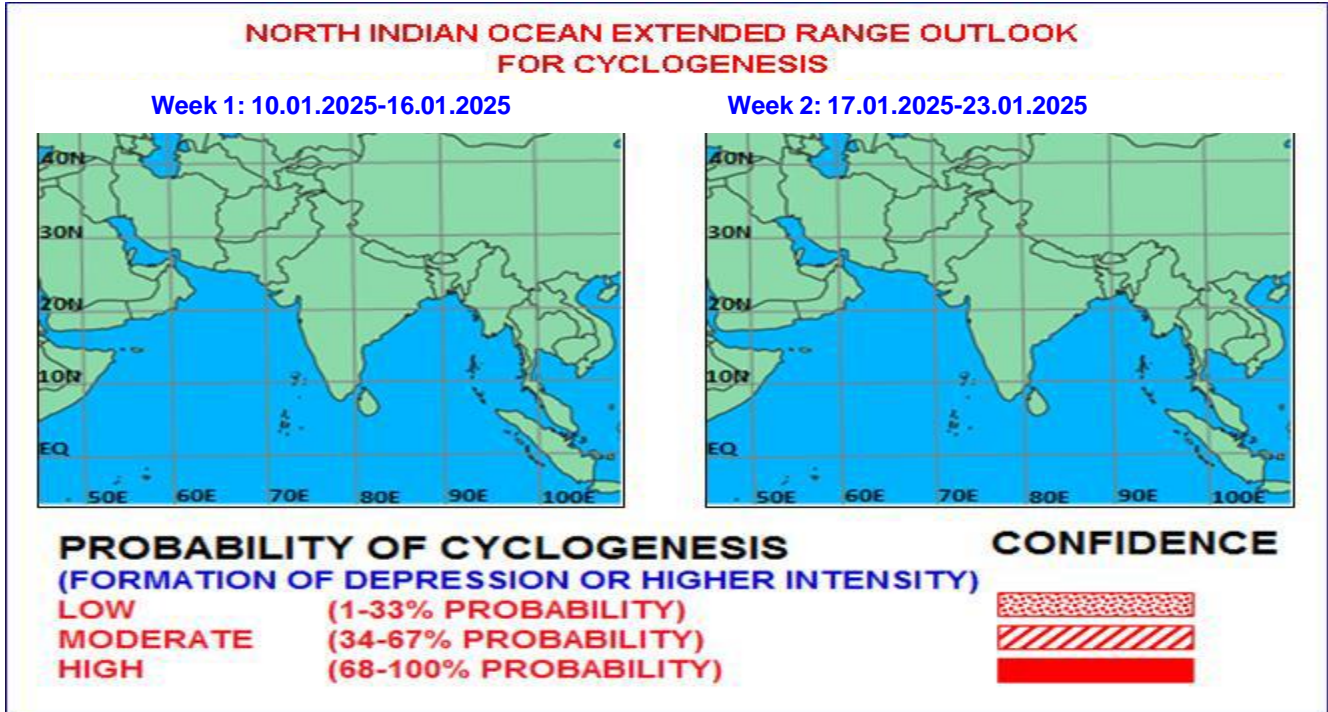 NORTH INDIAN OCEAN EXTENDED RANGE OUTLOOK
FOR CYCLOGENESIS
Week 1: 10.01.2025-16.01.2025
40N
30N
20N
10N
EQ
50E 60E 70E 80E 90E 100E
Week 2: 17.01.2025-23.01.2025
40N
30N
20N
10N
EQ
50E 60E 70E 80E 90E 100E
PROBABILITY OF CYCLOGENESIS CONFIDENCE
(FORMATION OF DEPRESSION OR HIGHER INTENSITY)
LOW (1-33% PROBABILITY)
MODERATE (34-67% PROBABILITY)
HIGH (68-100% PROBABILITY)